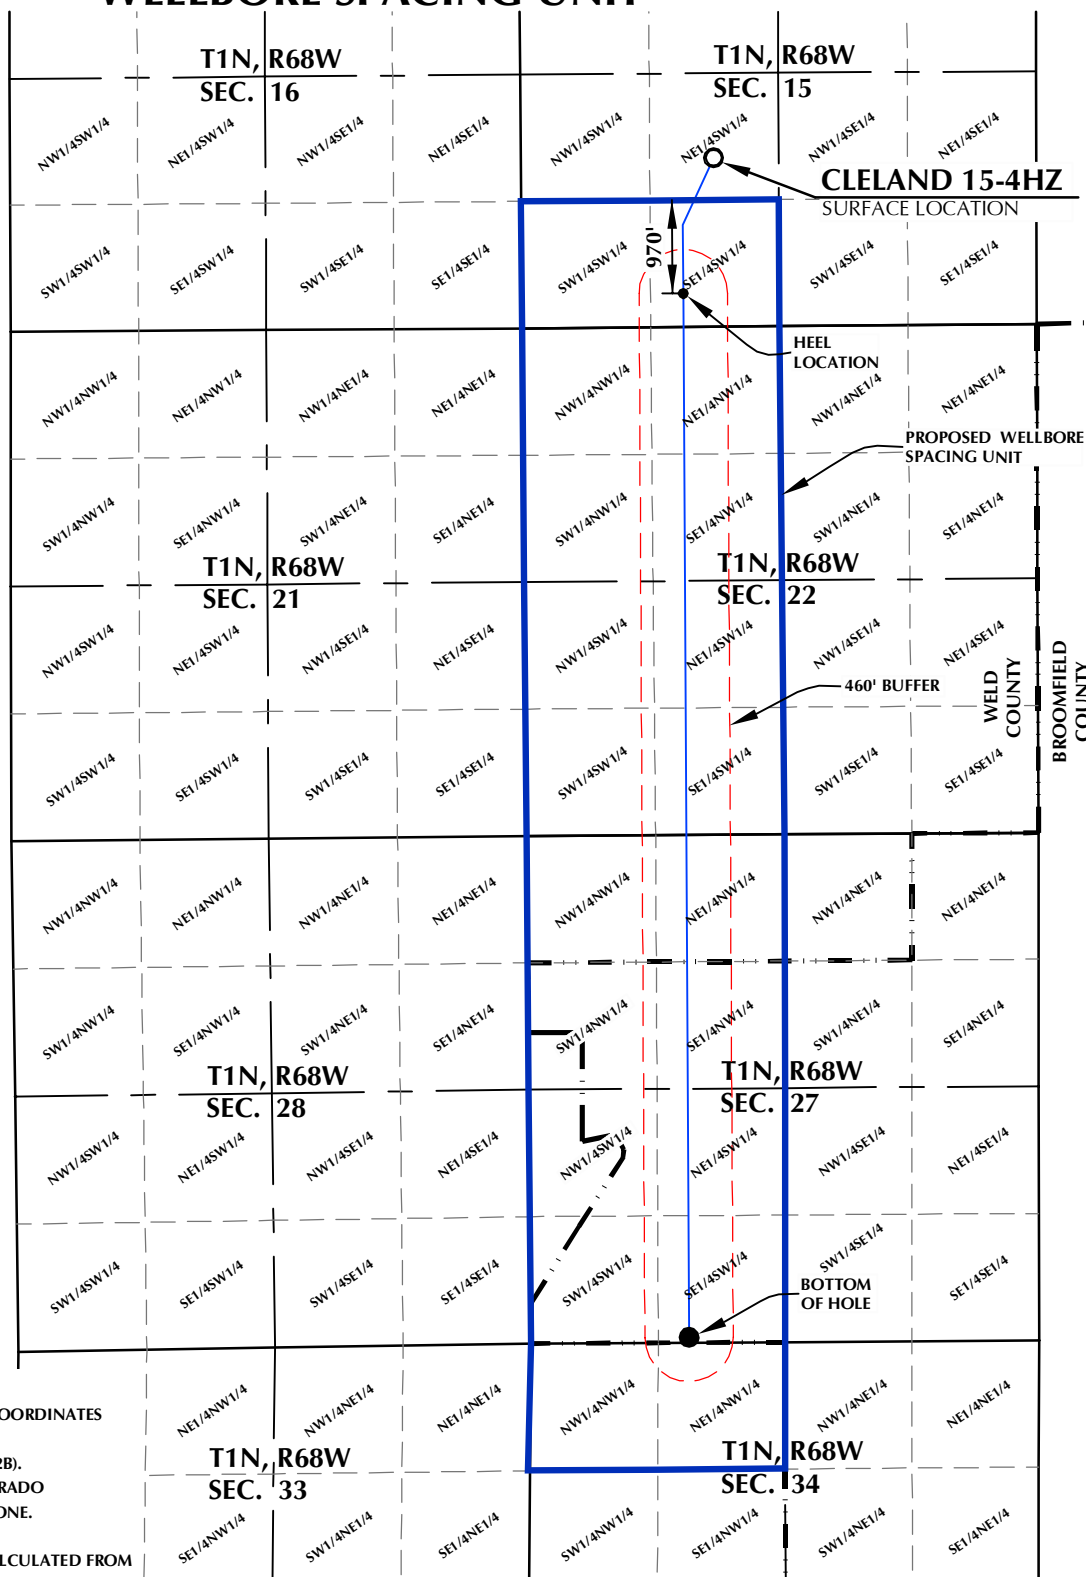 WELLBORE SPACING UNIT
T1N, R68W
SEC. 16
T1N, R68W
SEC. 15
NW1/4SW1/4
NE1/4SW1/4
NW1/4SE1/4
NE1/4SE1/4
NW1/4SW1/4
NE1/4SW1/4
NW1/4SE1/4
NE1/4SE1/4
CLELAND 15-4HZ
SURFACE LOCATION
SW1/4SW1/4
SE1/4SW1/4
SW1/4SE1/4
SE1/4SE1/4
SW1/4SW1/4
970'
SE1/4SW1/4
SW1/4SE1/4
SE1/4SE1/4
HEEL
LOCATION
NW1/4NW1/4
NE1/4NW1/4
NW1/4NE1/4
NE1/4NE1/4
NW1/4NW1/4
NE1/4NW1/4
NW1/4NE1/4
NE1/4NE1/4
PROPOSED WELLBORE
SPACING UNIT
SW1/4NW1/4
SE1/4NW1/4
SW1/4NE1/4
SE1/4NE1/4
SW1/4NW1/4
SE1/4NW1/4
SW1/4NE1/4
SE1/4NE1/4
T1N, R68W
SEC. 21
T1N, R68W
SEC. 22
NW1/4SW1/4
NE1/4SW1/4
NW1/4SE1/4
NE1/4SE1/4
NW1/4SW1/4
NE1/4SW1/4
NW1/4SE1/4
NE1/4SE1/4
460' BUFFER
WELD
COUNTY
BROOMFIELD
COUNTY
SW1/4SW1/4
SE1/4SW1/4
SW1/4SE1/4
SE1/4SE1/4
SW1/4SW1/4
SE1/4SW1/4
SW1/4SE1/4
SE1/4SE1/4
NW1/4NW1/4
NE1/4NW1/4
NW1/4NE1/4
NE1/4NE1/4
NW1/4NW1/4
NE1/4NW1/4
NW1/4NE1/4
NE1/4NE1/4
SW1/4NW1/4
SE1/4NW1/4
SW1/4NE1/4
SE1/4NE1/4
SW1/4NW1/4
SE1/4NW1/4
SW1/4NE1/4
SE1/4NE1/4
T1N, R68W
SEC. 28
T1N, R68W
SEC. 27
NW1/4SW1/4
NE1/4SW1/4
NW1/4SE1/4
NE1/4SE1/4
NW1/4SW1/4
NE1/4SW1/4
NW1/4SE1/4
NE1/4SE1/4
SW1/4SW1/4
SE1/4SW1/4
SW1/4SE1/4
SE1/4SE1/4
SW1/4SW1/4
SE1/4SW1/4
SW1/4SE1/4
SE1/4SE1/4
BOTTOM
OF HOLE
NE1/4NW1/4
NW1/4NE1/4
NE1/4NE1/4
NW1/4NW1/4
NE1/4NW1/4
NW1/4NE1/4
NE1/4NE1/4
OORDINATES
2B).
RADO
ONE.
LCULATED FROM
T1N, R68W
SEC. 33
T1N, R68W
SEC. 34
SE1/4NW1/4
SW1/4NE1/4
SE1/4NE1/4
SW1/4NW1/4
SE1/4NW1/4
SW1/4NE1/4
SE1/4NE1/4